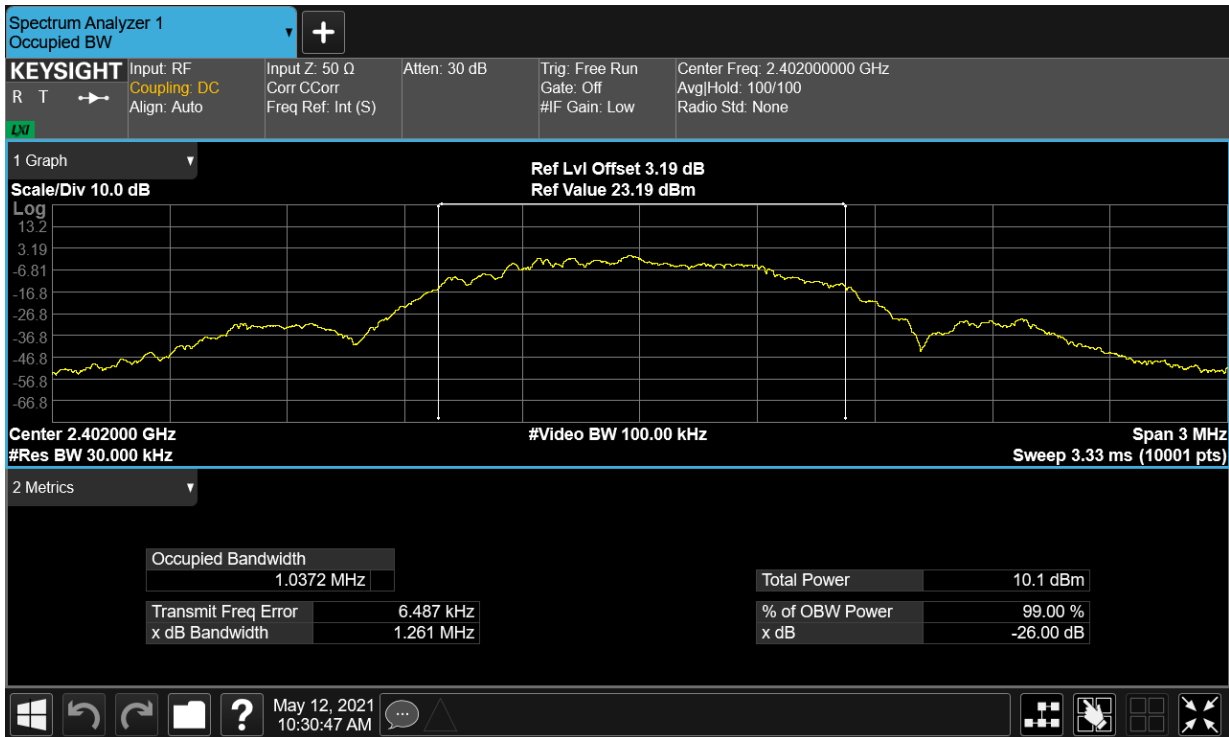 Spectrum Analyzer 1
Occupied BW
+
KEYSIGHT
R T
LXI
Input: RF
Coupling: DC
Align: Auto
Input Z: 50 Ω
Corr CCorr
Freq Ref: Int (S)
Atten: 30 dB
Trig: Free Run
Gate: Off
#IF Gain: Low
Center Freq: 2.402000000 GHz
Avg|Hold: 100/100
Radio Std: None
1 Graph
Ref Lvl Offset 3.19 dB
Scale/Div 10.0 dB
Ref Value 23.19 dBm
Log
13.2
3.19
-6.81
-16.8
-26.8
-36.8
-46.8
-56.8
-66.8
Center 2.402000 GHz
#Video BW 100.00 kHz
Span 3 MHz
#Res BW 30.000 kHz
Sweep 3.33 ms (10001 pts)
2 Metrics
Occupied Bandwidth
1.0372 MHz
Total Power 10.1 dBm
Transmit Freq Error 6.487 kHz
% of OBW Power 99.00 %
x dB Bandwidth 1.261 MHz
x dB -26.00 dB
?
May 12, 2021
10:30:47 AM